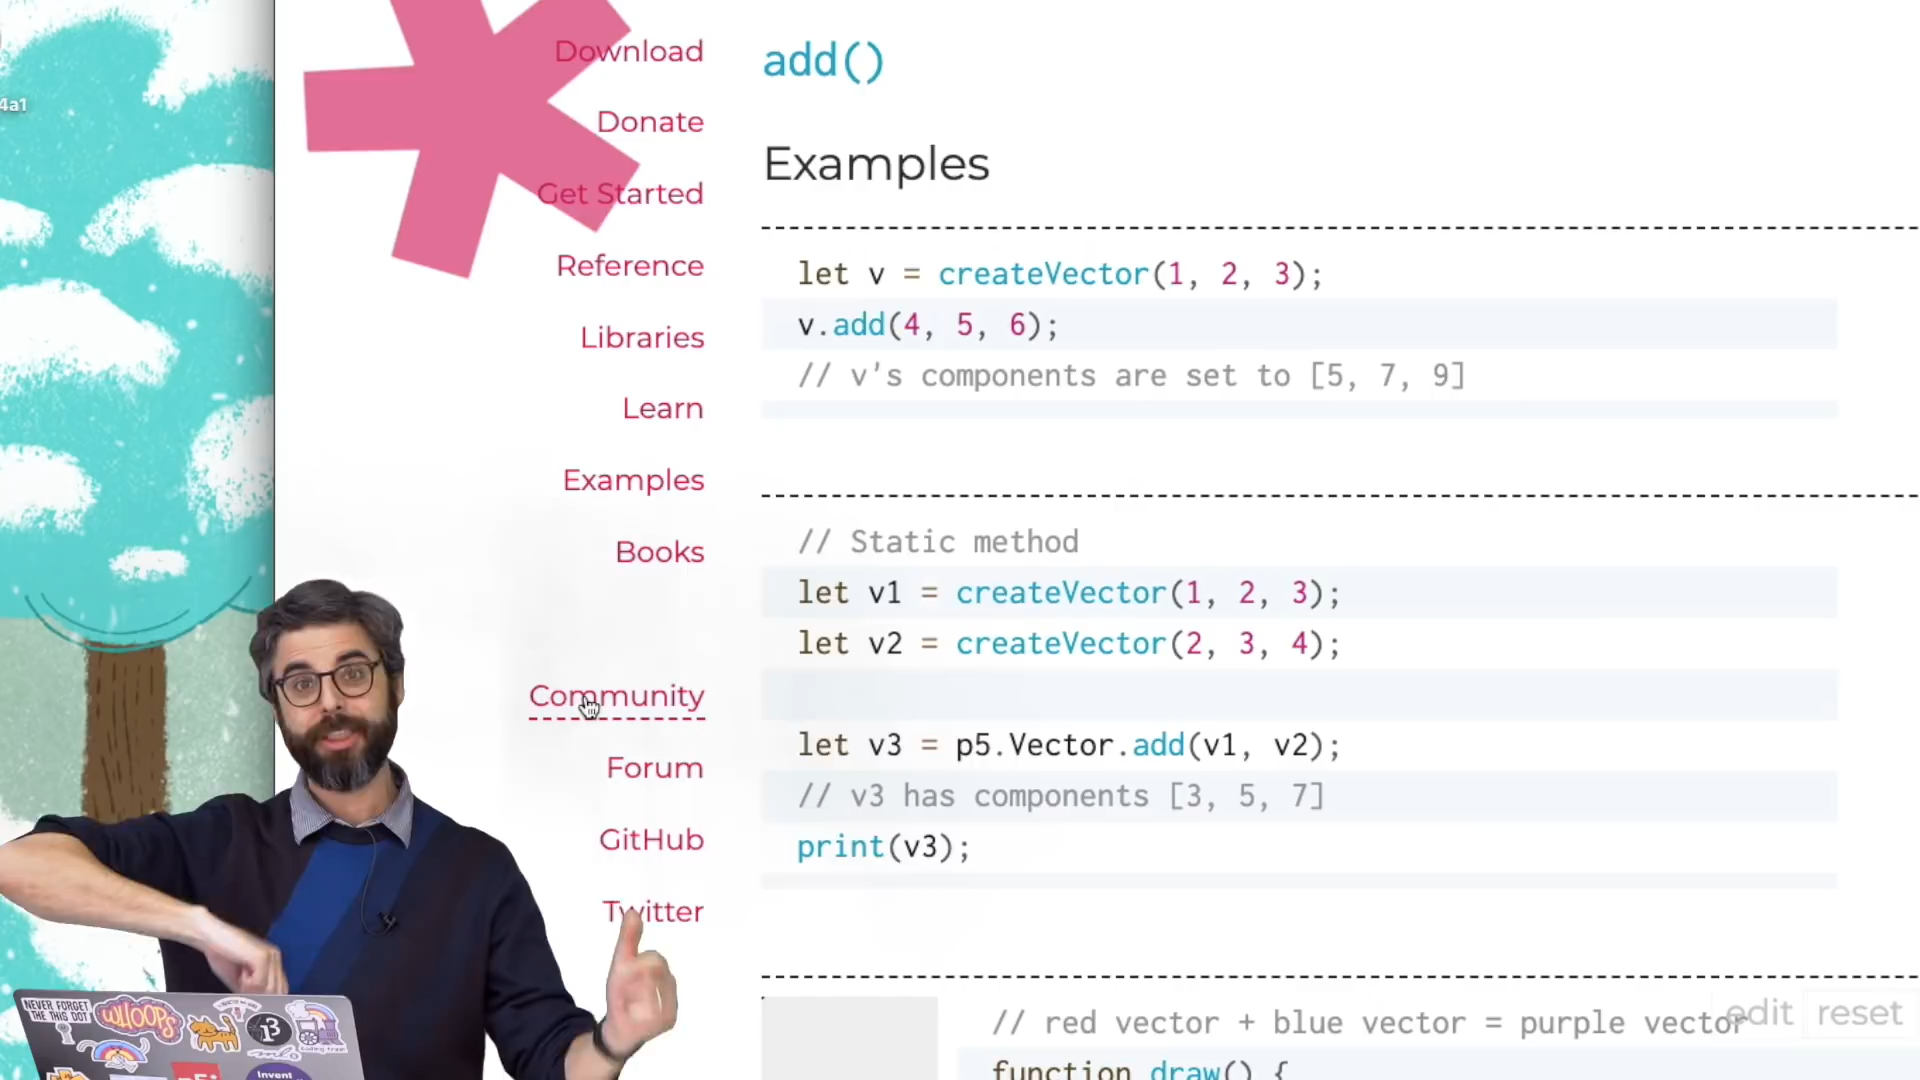 4a1
Download
Donate
Get Started
Reference
Libraries
Learn
Examples
Books
Community
Forum
GitHub
Twitter
add()
Examples
let v = createVector(1, 2, 3);
v.add(4, 5, 6);
// v's components are set to [5, 7, 9]
// Static method
let v1 = createVector(1, 2, 3);
let v2 = createVector(2, 3, 4);
let v3 = p5.Vector.add(v1, v2);
// v3 has components [3, 5, 7]
print(v3);
edit reset
// red vector + blue vector = purple vector
function draw() {
NEVER FORGET
THE THIS DOT
WHOOPS
Invent